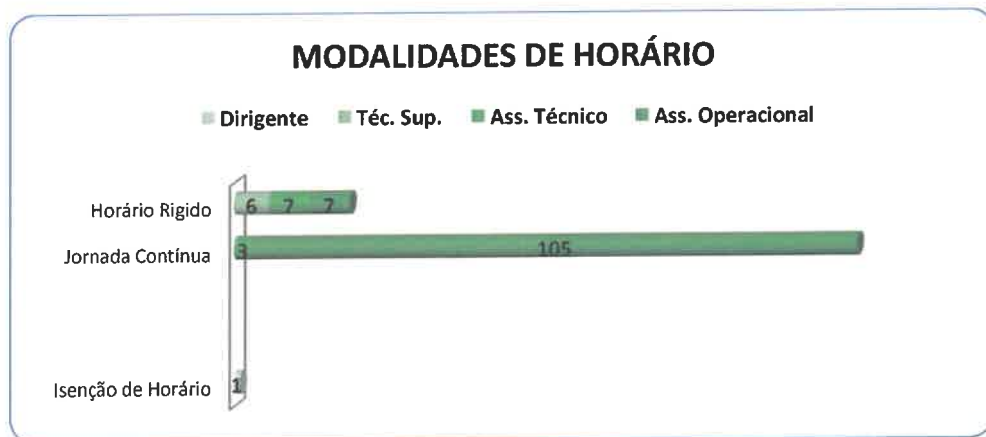 MODALIDADES DE HORÁRIO
Dirigente Téc. Sup. Ass. Técnico Ass. Operacional
Horário Rigido 6 7 7
Jornada Contínua 3 105
Isenção de Horário 1